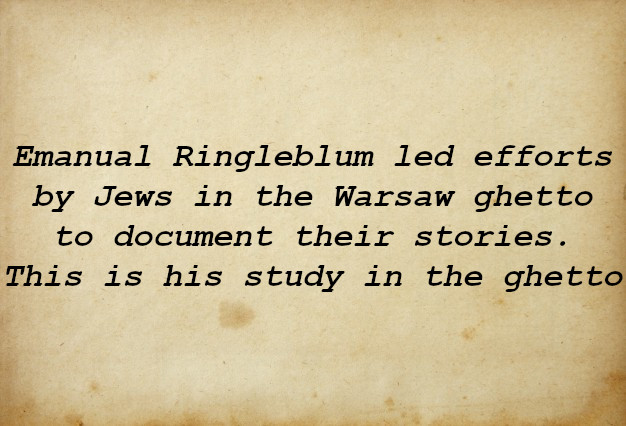 Emanual Ringleblum led efforts
by Jews in the Warsaw ghetto
to document their stories.
This is his study in the ghetto